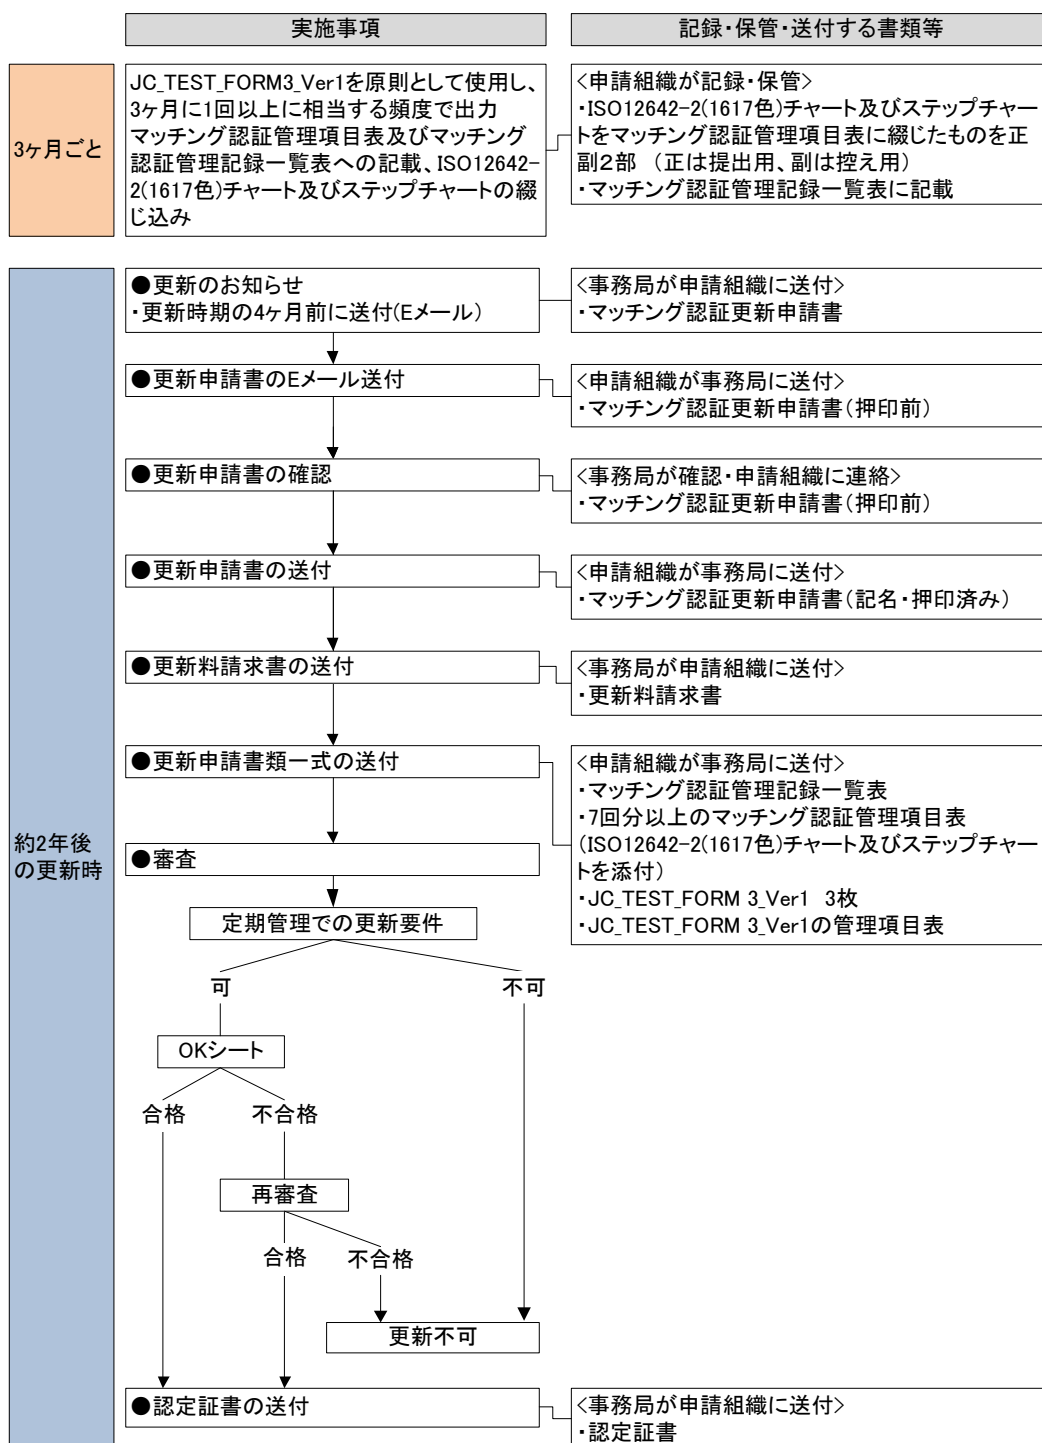 実施事項
記録・保管・送付する書類等
3ヶ月ごと
JC_TEST_FORM3_Ver1を原則として使用し、
3ヶ月に1回以上に相当する頻度で出力
マッチング認証管理項目表及びマッチング
認証管理記録一覧表への記載、ISO12642-
2(1617色)チャート及びステップチャートの綴
じ込み
<申請組織が記録・保管>
・ISO12642-2(1617色)チャート及びステップチャー
トをマッチング認証管理項目表に綴じたものを正
副2部 (正は提出用、副は控え用)
・マッチング認証管理記録一覧表に記載
約2年後
の更新時
●更新のお知らせ
・更新時期の4ヶ月前に送付(Eメール)
<事務局が申請組織に送付>
・マッチング認証更新申請書
●更新申請書のEメール送付
<申請組織が事務局に送付>
・マッチング認証更新申請書(押印前)
●更新申請書の確認
<事務局が確認・申請組織に連絡>
・マッチング認証更新申請書(押印前)
●更新申請書の送付
<申請組織が事務局に送付>
・マッチング認証更新申請書(記名・押印済み)
●更新料請求書の送付
<事務局が申請組織に送付>
・更新料請求書
●更新申請書類一式の送付
<申請組織が事務局に送付>
・マッチング認証管理記録一覧表
・7回分以上のマッチング認証管理項目表
(ISO12642-2(1617色)チャート及びステップチャー
トを添付)
・JC_TEST_FORM 3_Ver1 3枚
・JC_TEST_FORM 3_Ver1の管理項目表
●審査
定期管理での更新要件
可
不可
OKシート
合格
不合格
再審査
合格
不合格
更新不可
●認定証書の送付
<事務局が申請組織に送付>
・認定証書